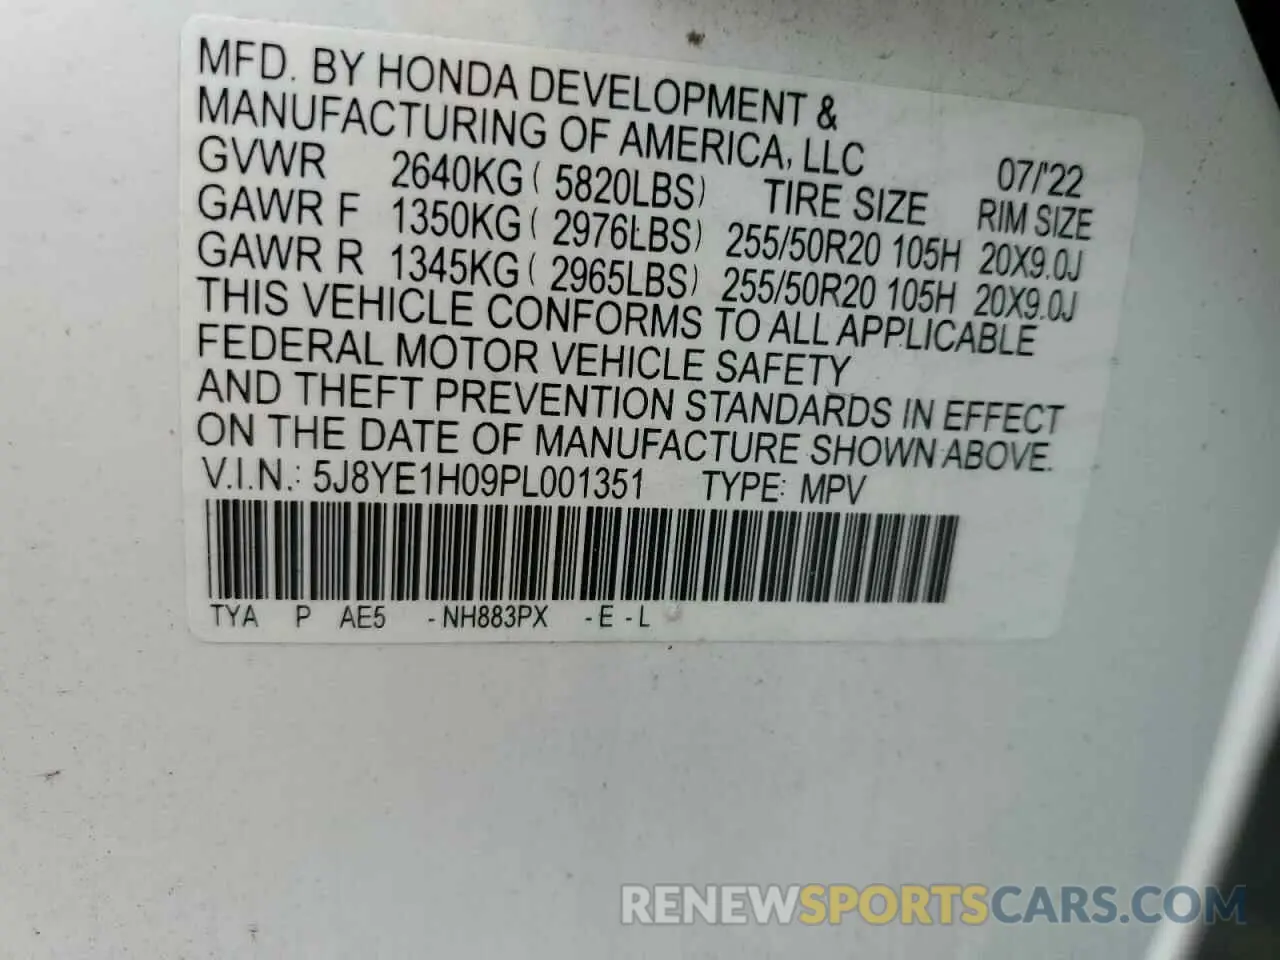 MFD. BY HONDA DEVELOPMENT &
MANUFACTURING OF AMERICA, LLC 07/'22
GVWR 2640KG ( 5820LBS) TIRE SIZE RIM SIZE
GAWR F 1350KG ( 2976LBS) 255/50R20 105H 20X9.0J
GAWR R 1345KG ( 2965LBS) 255/50R20 105H 20X9.0J
THIS VEHICLE CONFORMS TO ALL APPLICABLE
FEDERAL MOTOR VEHICLE SAFETY
AND THEFT PREVENTION STANDARDS IN EFFECT
ON THE DATE OF MANUFACTURE SHOWN ABOVE.
V.I.N.: 5J8YE1H09PL001351 TYPE: MPV
TYA P AE5 - NH883PX - E - L
RENEWSPORTSCARS.COM